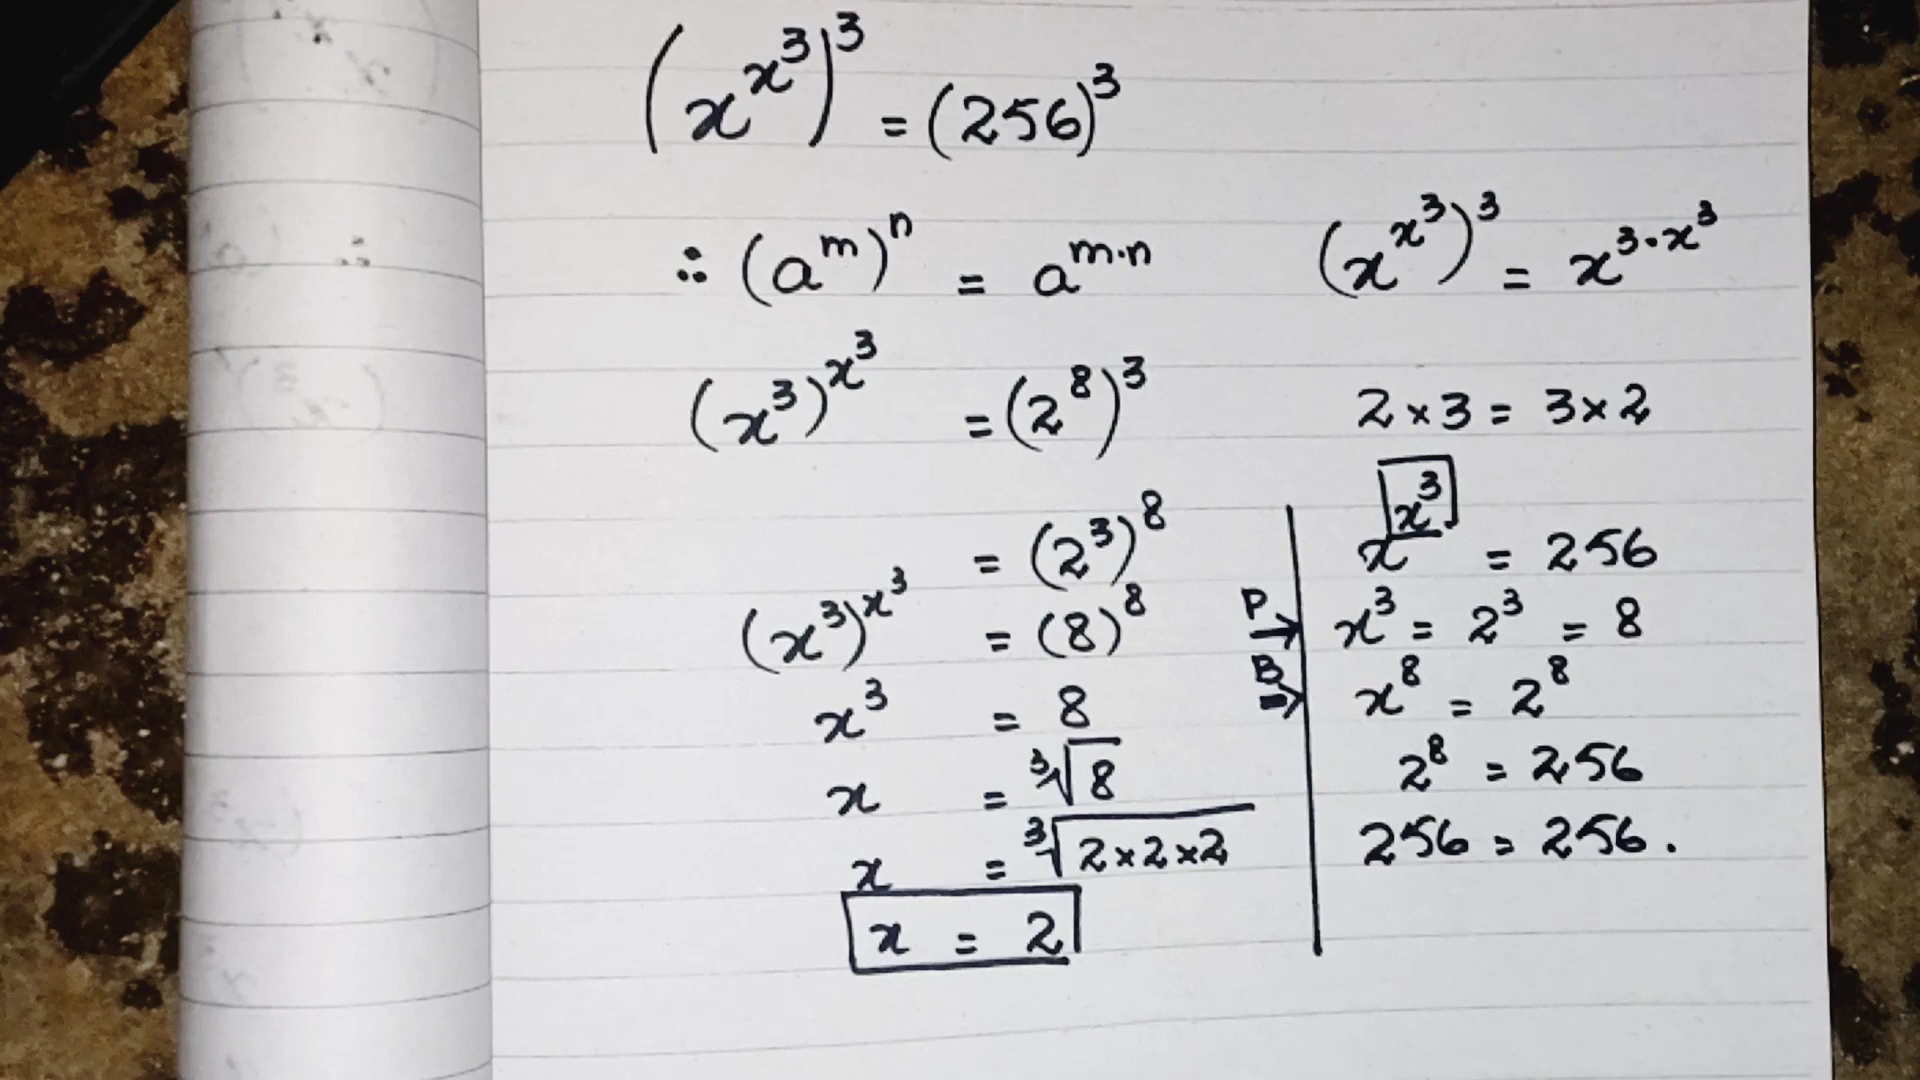 (x^x^3)^3 = (256)^3
∴ (a^m)^n = a^m·n
(x^x^3)^3 = x^3·x^3
(x^3)^x^3 = (2^8)^3
2×3 = 3×2
= (2^3)^8
(x^3)^x^3 = (8)^8
x^3 = 8
x = ³√8
x = ³√2×2×2
x = 2
x^x^3 = 256
P → x^3 = 2^3 = 8
B → x^8 = 2^8
2^8 = 256
256 = 256.